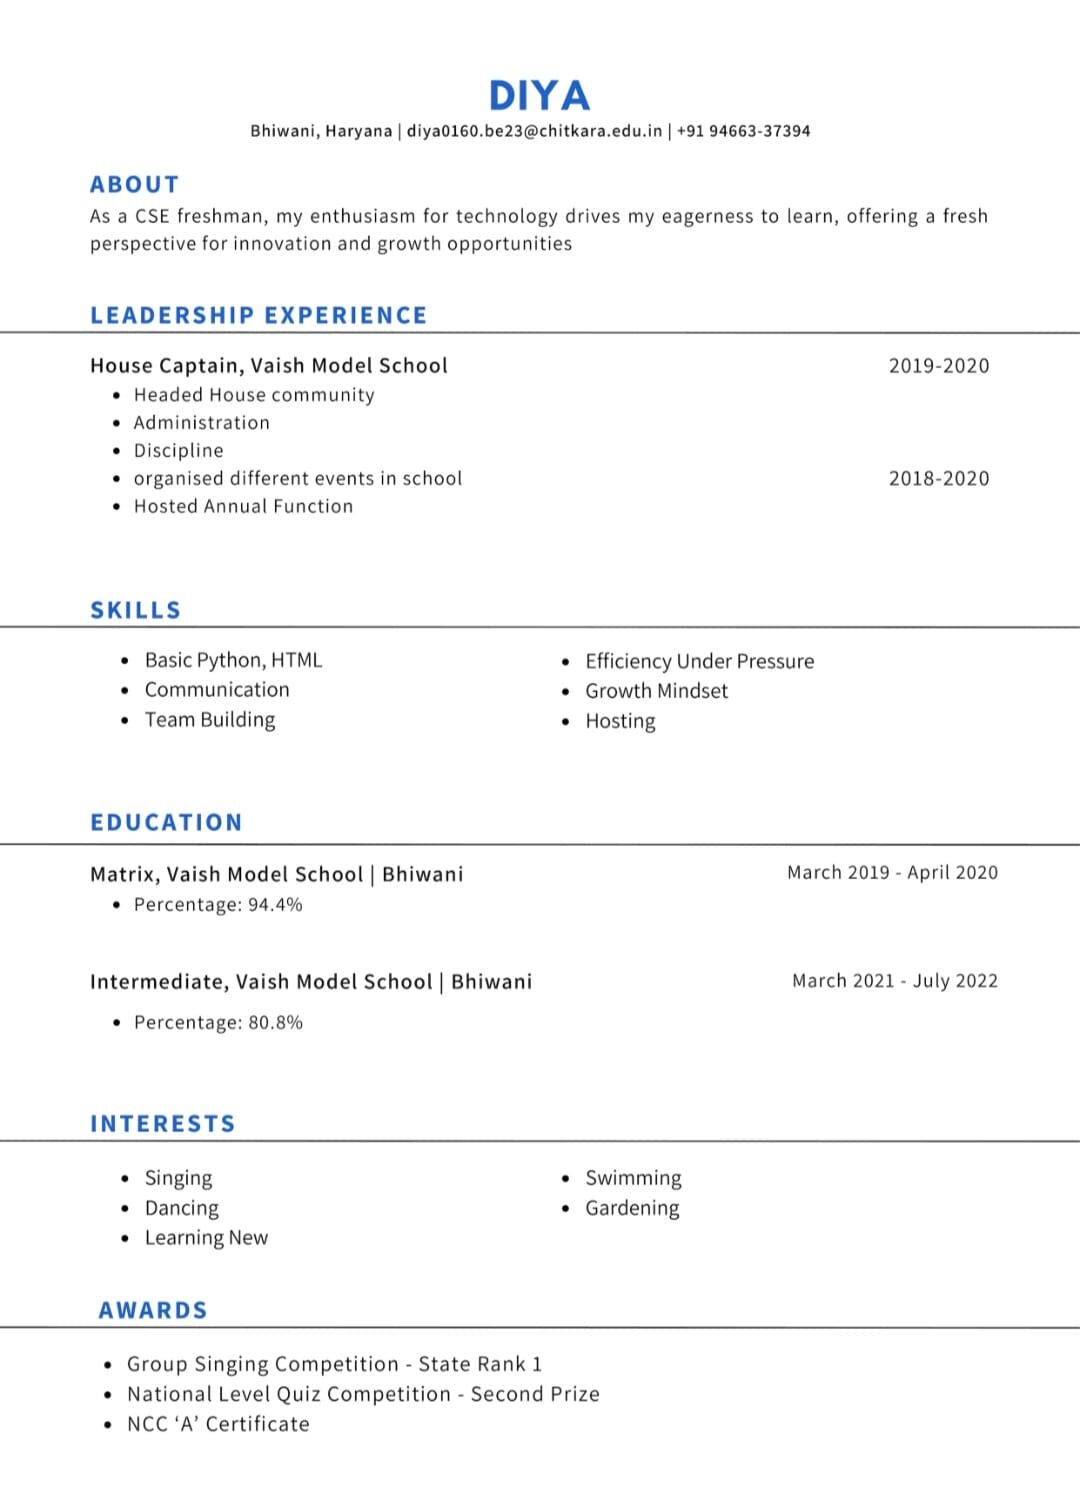 DIYA
Bhiwani, Haryana | diya0160.be23@chitkara.edu.in | +91 94663-37394
ABOUT
As a CSE freshman, my enthusiasm for technology drives my eagerness to learn, offering a fresh
perspective for innovation and growth opportunities
LEADERSHIP EXPERIENCE
House Captain, Vaish Model School 2019-2020
• Headed House community
• Administration
• Discipline
• organised different events in school 2018-2020
• Hosted Annual Function
SKILLS
• Basic Python, HTML
• Communication
• Team Building
• Efficiency Under Pressure
• Growth Mindset
• Hosting
EDUCATION
Matrix, Vaish Model School | Bhiwani March 2019 - April 2020
• Percentage: 94.4%
Intermediate, Vaish Model School | Bhiwani March 2021 - July 2022
• Percentage: 80.8%
INTERESTS
• Singing
• Dancing
• Learning New
• Swimming
• Gardening
AWARDS
• Group Singing Competition - State Rank 1
• National Level Quiz Competition - Second Prize
• NCC ‘A’ Certificate